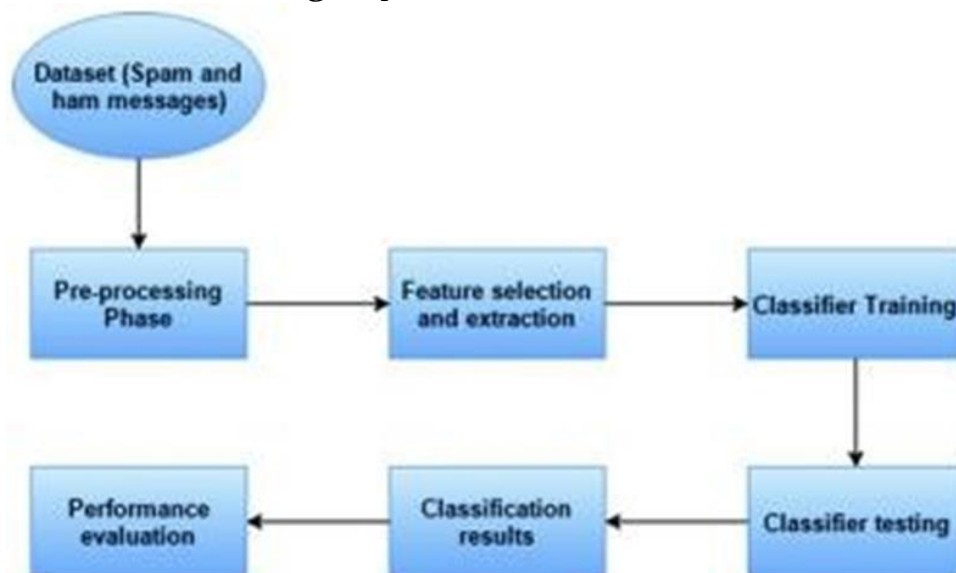 Dataset (Spam and
ham messages)
Pre-processing
Phase
Feature selection
and extraction
Classifier Training
Classifier testing
Classification
results
Performance
evaluation